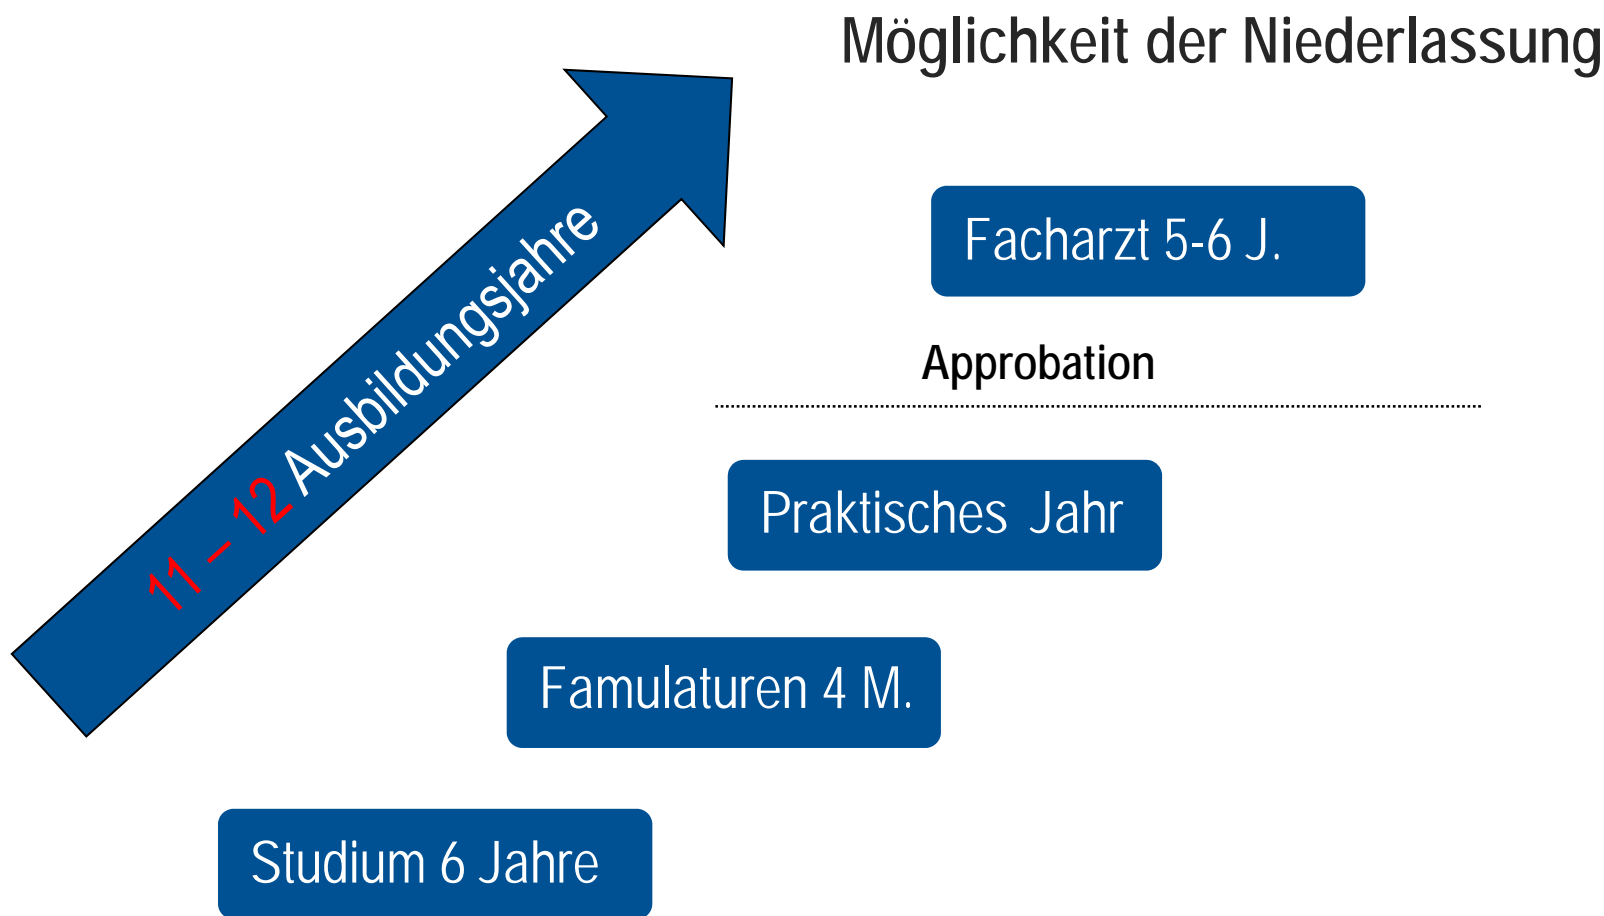 Möglichkeit der Niederlassung
11 – 12 Ausbildungsjahre
Facharzt 5-6 J.
Approbation
Praktisches Jahr
Famulaturen 4 M.
Studium 6 Jahre